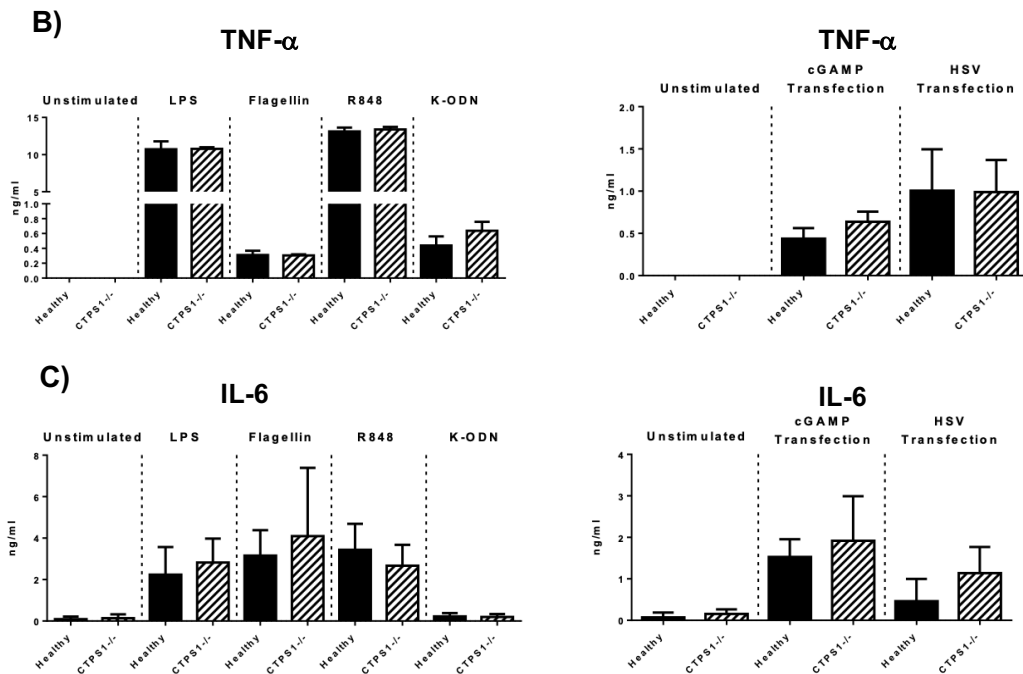 B)
TNF-α
Unstimulated LPS Flagellin R848 K-ODN
15
10
5
1.0
0.8
0.6
0.4
0.2
0.0
ng/ml
Healthy CTPS1-/- Healthy CTPS1-/- Healthy CTPS1-/- Healthy CTPS1-/- Healthy CTPS1-/-
TNF-α
cGAMP HSV
Unstimulated Transfection Transfection
2.0
1.5
1.0
0.5
0.0
ng/ml
Healthy CTPS1-/- Healthy CTPS1-/- Healthy CTPS1-/-
C)
IL-6
Unstimulated LPS Flagellin R848 K-ODN
8
6
4
2
0
ng/ml
Healthy CTPS1-/- Healthy CTPS1-/- Healthy CTPS1-/- Healthy CTPS1-/- Healthy CTPS1-/-
IL-6
cGAMP HSV
Unstimulated Transfection Transfection
4
3
2
1
0
ng/ml
Healthy CTPS1-/- Healthy CTPS1-/- Healthy CTPS1-/-